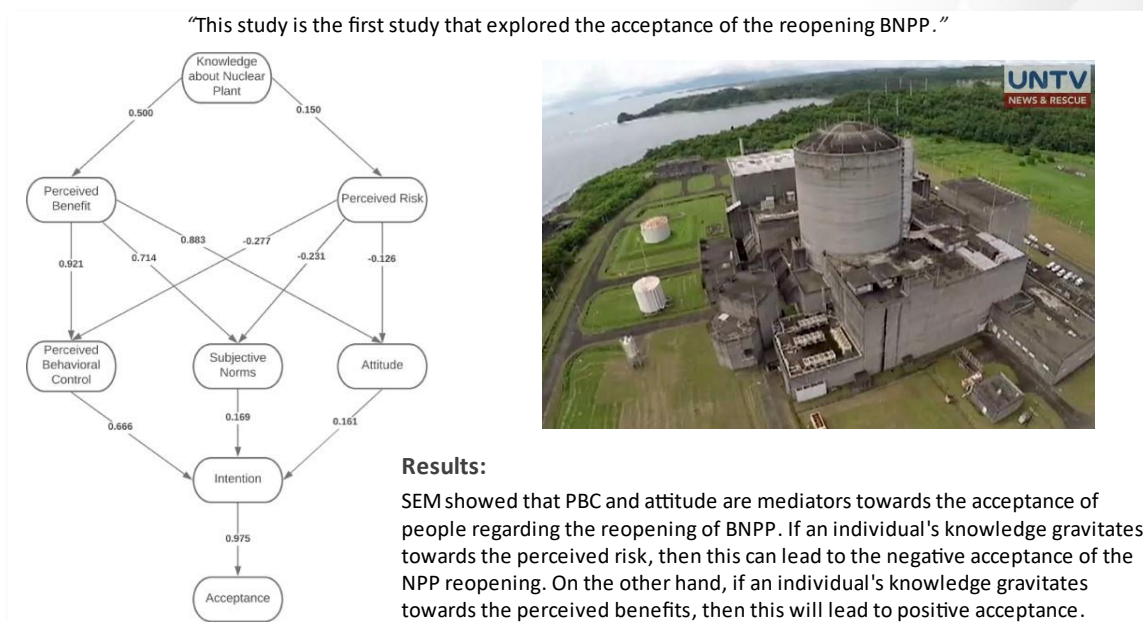 “This study is the first study that explored the acceptance of the reopening BNPP.”
Knowledge
about Nuclear
Plant
0.500
0.150
Perceived
Benefit
Perceived Risk
0.883
-0.277
0.921
0.714
-0.231
-0.126
Perceived
Behavioral
Control
Subjective
Norms
Attitude
0.666
0.169
0.161
Intention
0.975
Acceptance
UNTV
NEWS & RESCUE
Results:
SEM showed that PBC and attitude are mediators towards the acceptance of
people regarding the reopening of BNPP. If an individual's knowledge gravitates
towards the perceived risk, then this can lead to the negative acceptance of the
NPP reopening. On the other hand, if an individual's knowledge gravitates
towards the perceived benefits, then this will lead to positive acceptance.